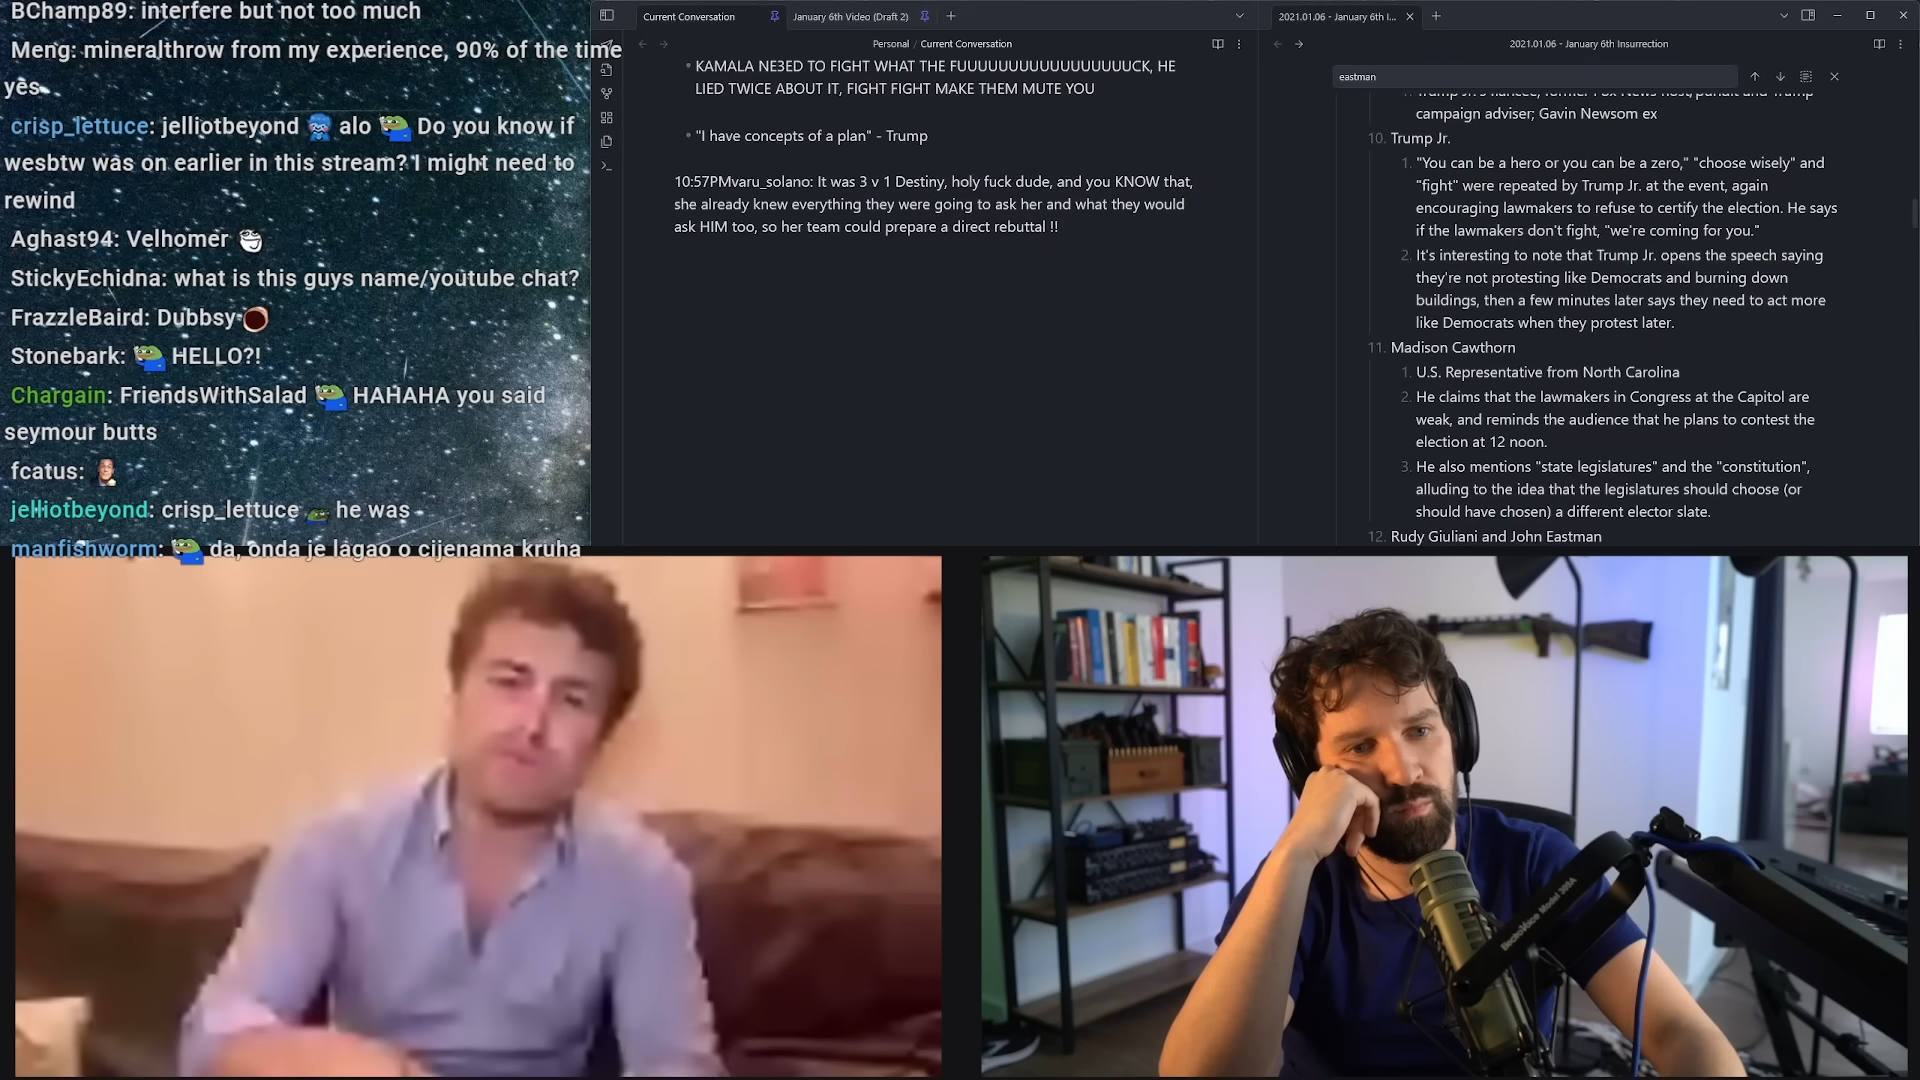 BChamp89: interfere but not too much
Meng: mineralthrow from my experience, 90% of the time
yes
crisp_lettuce: jelliotbeyond alo Do you know if
wesbtw was on earlier in this stream? I might need to
rewind
Aghast94: Velhomer
StickyEchidna: what is this guys name/youtube chat?
FrazzleBaird: Dubbsy
Stonebark: HELLO?!
Chargain: FriendsWithSalad HAHAHA you said
seymour butts
fcatus:
jelliotbeyond: crisp_lettuce he was
manfishworm: da, onda je lagao o cijenama kruha
Current Conversation
January 6th Video (Draft 2)
Personal / Current Conversation
• KAMALA NE3ED TO FIGHT WHAT THE FUUUUUUUUUUUUUUUUUCK, HE
LIED TWICE ABOUT IT, FIGHT FIGHT MAKE THEM MUTE YOU
• "I have concepts of a plan" - Trump
10:57PMvaru_solano: It was 3 v 1 Destiny, holy fuck dude, and you KNOW that,
she already knew everything they were going to ask her and what they would
ask HIM too, so her team could prepare a direct rebuttal !!
2021.01.06 - January 6th I...
2021.01.06 - January 6th Insurrection
eastman
1. Trump Jr.'s fiancée, former Fox News host, pundit and Trump
campaign adviser; Gavin Newsom ex
10. Trump Jr.
1. "You can be a hero or you can be a zero," "choose wisely" and
"fight" were repeated by Trump Jr. at the event, again
encouraging lawmakers to refuse to certify the election. He says
if the lawmakers don't fight, "we're coming for you."
2. It's interesting to note that Trump Jr. opens the speech saying
they're not protesting like Democrats and burning down
buildings, then a few minutes later says they need to act more
like Democrats when they protest later.
11. Madison Cawthorn
1. U.S. Representative from North Carolina
2. He claims that the lawmakers in Congress at the Capitol are
weak, and reminds the audience that he plans to contest the
election at 12 noon.
3. He also mentions "state legislatures" and the "constitution",
alluding to the idea that the legislatures should choose (or
should have chosen) a different elector slate.
12. Rudy Giuliani and John Eastman
ElectroVoice Model 309A